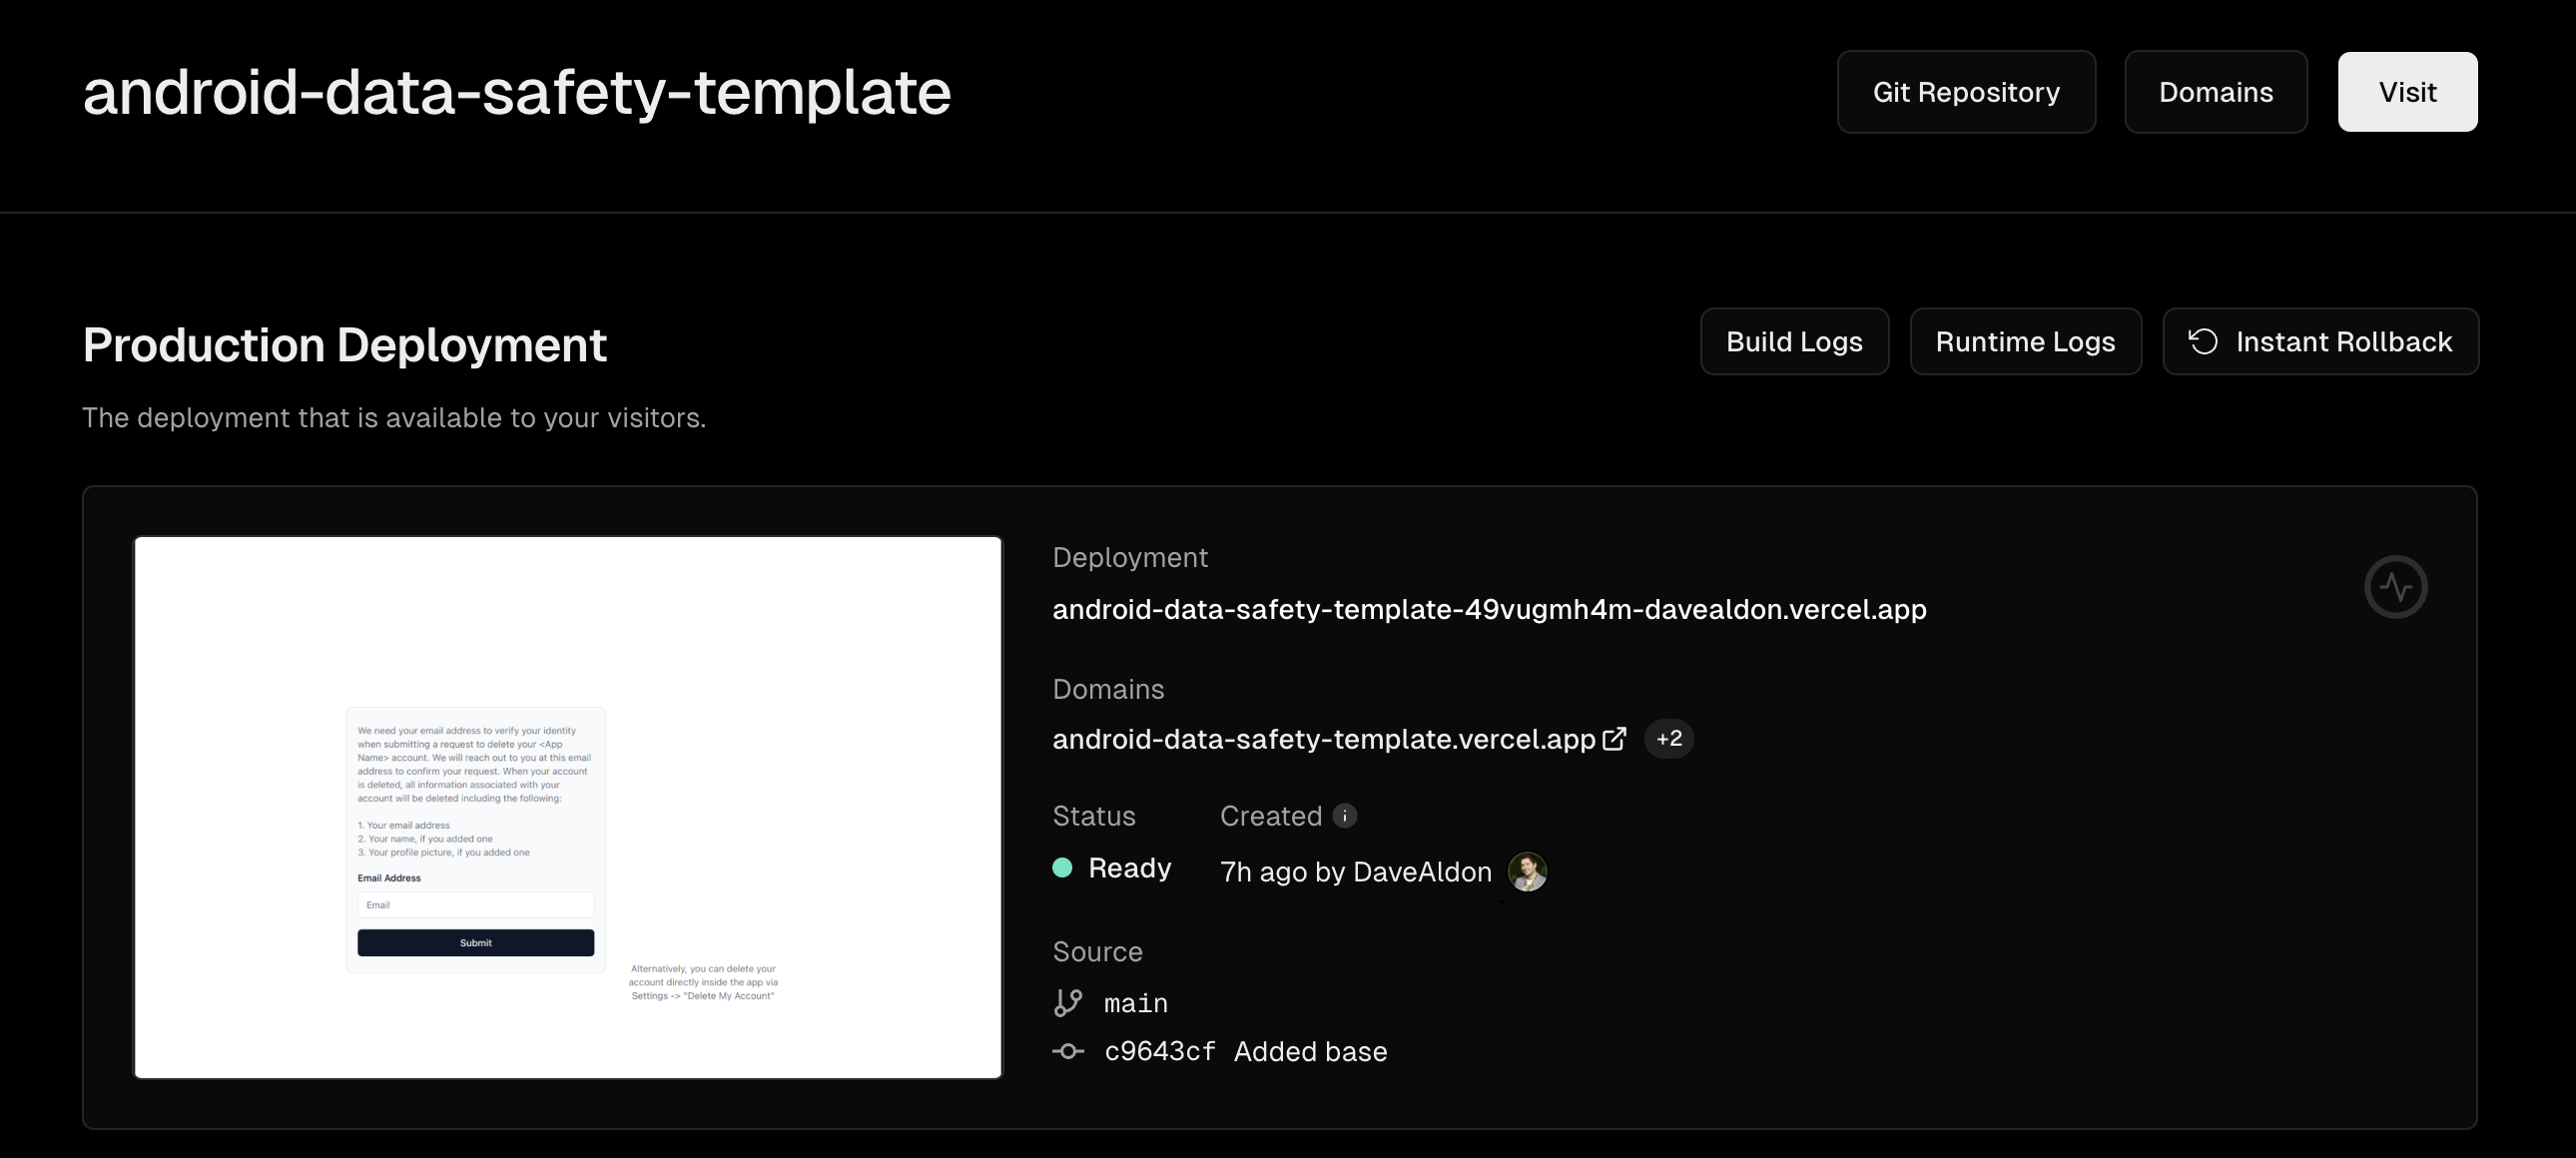 android-data-safety-template
Git Repository
Domains
Visit
Production Deployment
Build Logs
Runtime Logs
Instant Rollback
The deployment that is available to your visitors.
We need your email address to verify your identity
when submitting a request to delete your <App
Name> account. We will reach out to you at this email
address to confirm your request. When your account
is deleted, all information associated with your
account will be deleted including the following:
1. Your email address
2. Your name, if you added one
3. Your profile picture, if you added one
Email Address
Email
Submit
Alternatively, you can delete your
account directly inside the app via
Settings -> "Delete My Account"
Deployment
android-data-safety-template-49vugmh4m-davealdon.vercel.app
Domains
android-data-safety-template.vercel.app +2
Status
Created
Ready
7h ago by DaveAldon
Source
main
c9643cf Added base